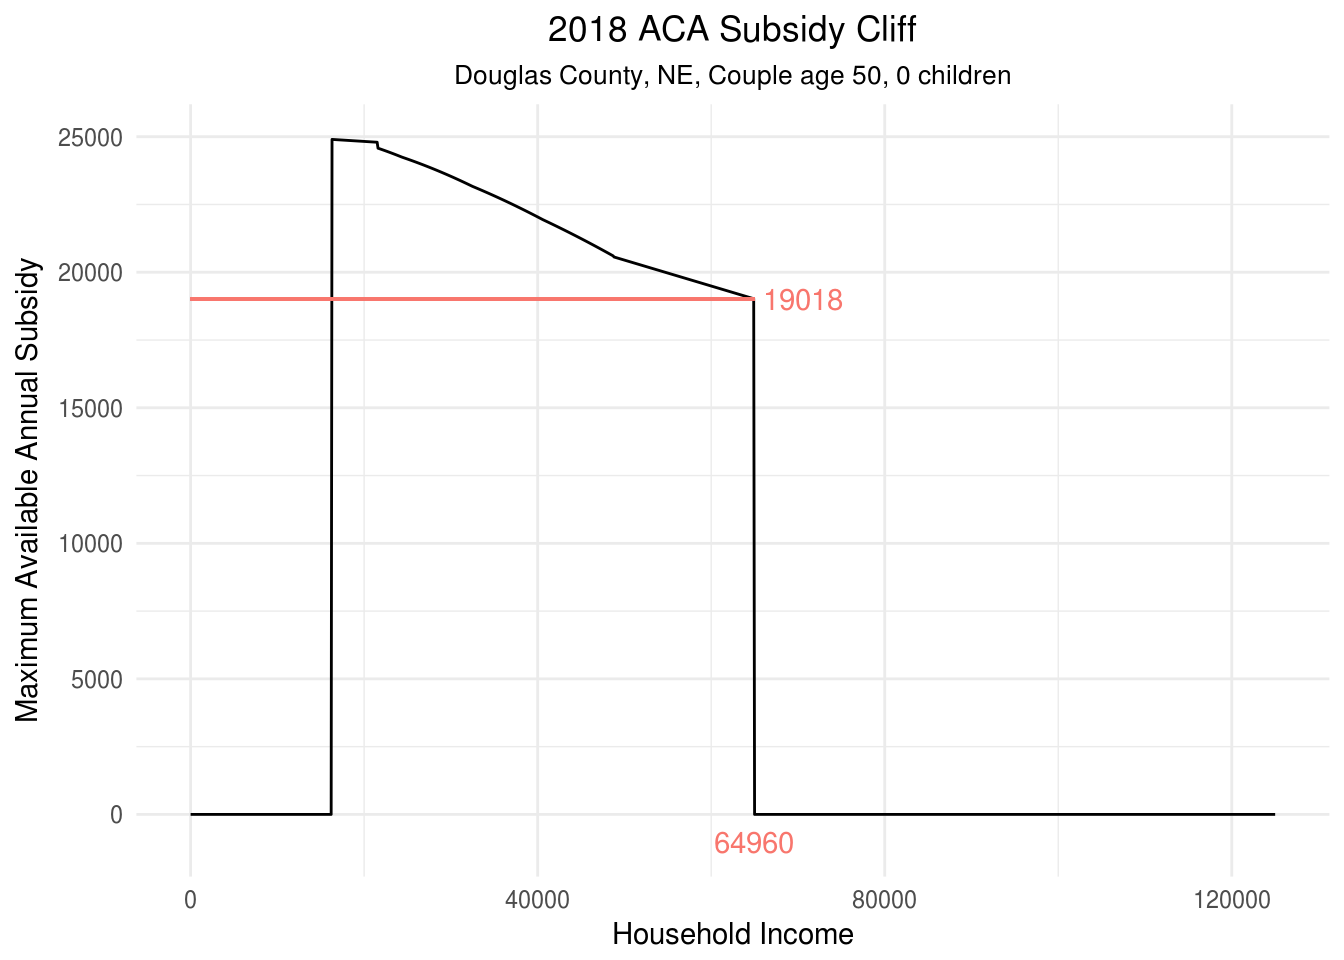 2018 ACA Subsidy Cliff
Douglas County, NE, Couple age 50, 0 children
Maximum Available Annual Subsidy
25000
20000
15000
10000
5000
0
19018
64960
0 40000 80000 120000
Household Income